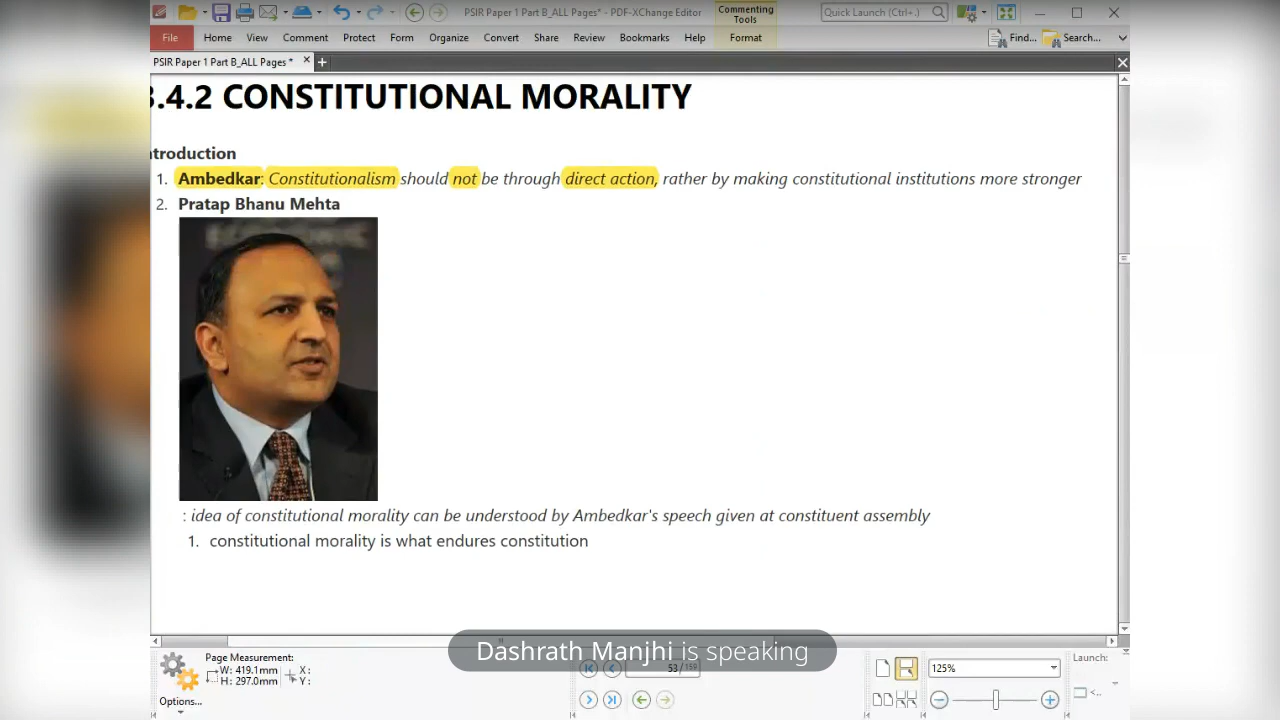 PSIR Paper 1 Part B_ALL Pages* - PDF-XChange Editor
Quick Launch (Ctrl+.)
Commenting
Tools
File Home View Comment Protect Form Organize Convert Share Review Bookmarks Help Format
Find... Search...
PSIR Paper 1 Part B_ALL Pages *
.4.2 CONSTITUTIONAL MORALITY
troduction
1. Ambedkar: Constitutionalism should not be through direct action, rather by making constitutional institutions more stronger
2. Pratap Bhanu Mehta
: idea of constitutional morality can be understood by Ambedkar's speech given at constituent assembly
1. constitutional morality is what endures constitution
Dashrath Manjhi is speaking
Page Measurement:
W: 419.1mm
H: 297.0mm
X:
Y:
Options...
53 / 159
125%
Launch: